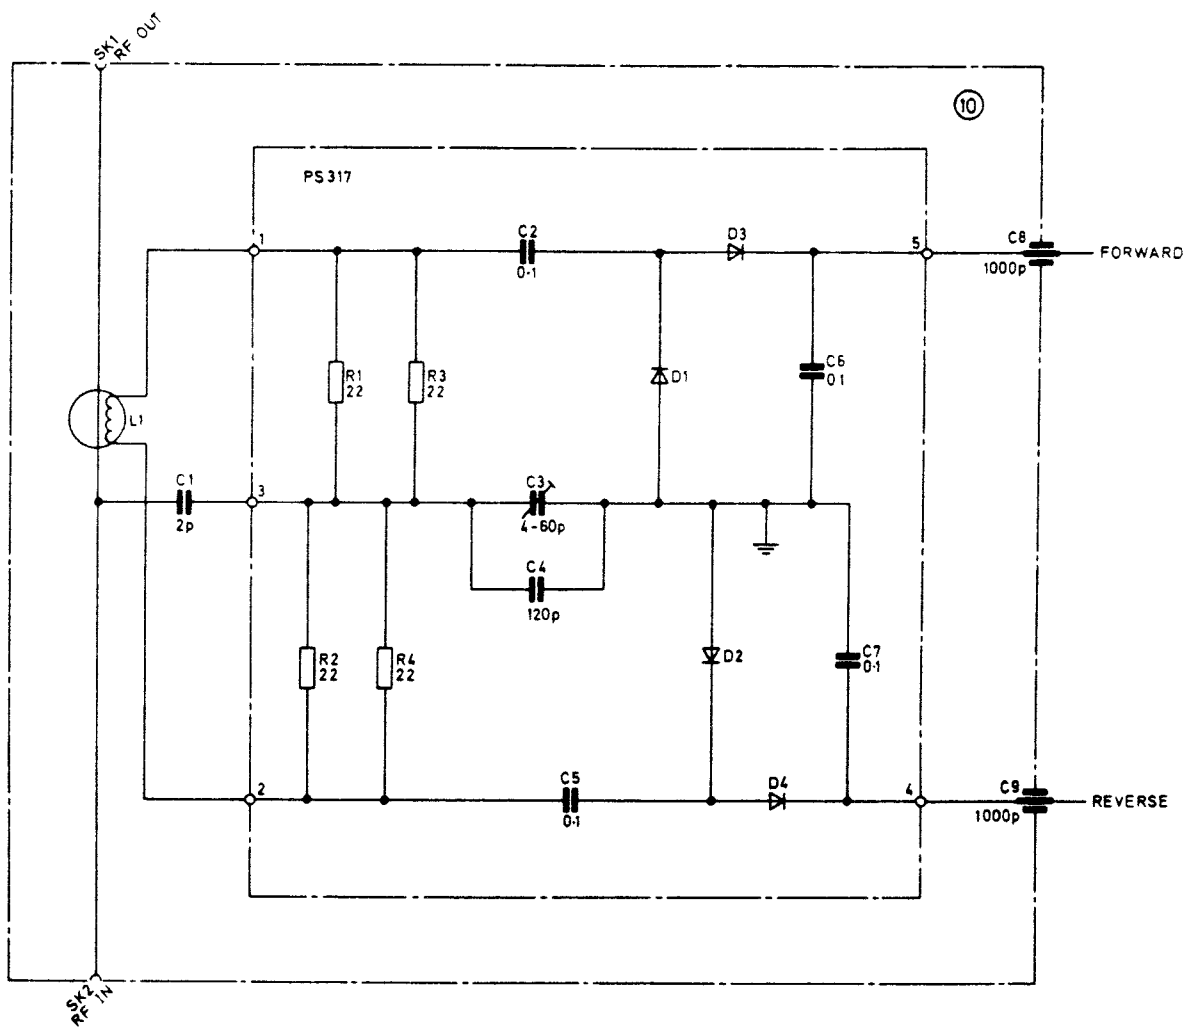 SK1
RF OUT
10
PS317
1
C2
0·1
D3
5
C8
1000p
FORWARD
R1
22
R3
22
D1
C6
0 1
L1
C1
2p
3
C3
4-60p
C4
120p
R2
22
R4
22
D2
C7
0·1
2
C5
0·1
D4
4
C9
1000p
REVERSE
SK2
RF IN